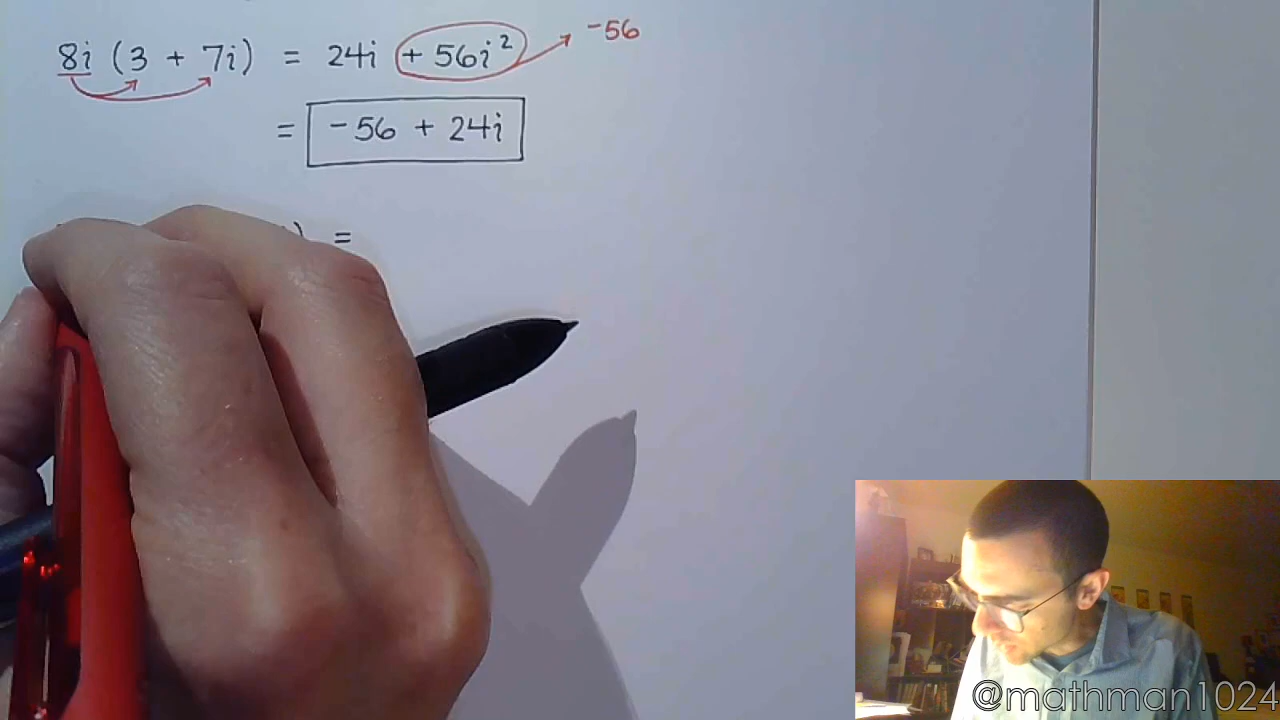 8i (3 + 7i) = 24i + 56i² → -56
= -56 + 24i
) =
@mathman1024